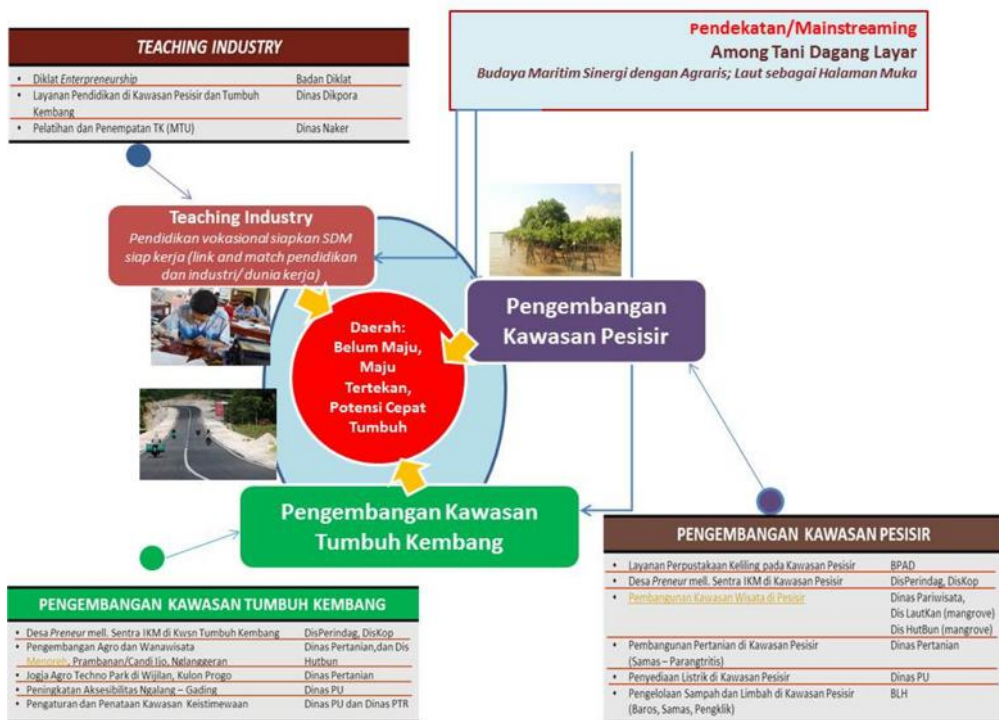 TEACHING INDUSTRY
• Diklat Enterpreneurship Badan Diklat
• Layanan Pendidikan di Kawasan Pesisir dan Tumbuh Dinas Dikpora
Kembang
• Pelatihan dan Penempatan TK (MTU) Dinas Naker
Pendekatan/Mainstreaming
Among Tani Dagang Layar
Budaya Maritim Sinergi dengan Agraris; Laut sebagai Halaman Muka
Teaching Industry
Pendidikan vokasional siapkan SDM
siap kerja (link and match pendidikan
dan industri/ dunia kerja)
Pengembangan
Kawasan Pesisir
Daerah:
Belum Maju,
Maju
Tertekan,
Potensi Cepat
Tumbuh
Pengembangan Kawasan
Tumbuh Kembang
PENGEMBANGAN KAWASAN TUMBUH KEMBANG
• Desa Preneur mell. Sentra IKM di Kwsn Tumbuh Kembang DisPerindag, DisKop
• Pengembangan Agro dan Wanawisata Dinas Pertanian,dan Dis
Menoreh, Prambanan/Candi Ijo, Nglanggeran Hutbun
• Jogja Agro Techno Park di Wijilan, Kulon Progo Dinas Pertanian
• Peningkatan Aksesibilitas Ngalang – Gading Dinas PU
• Pengaturan dan Penataan Kawasan Keistimewaan Dinas PU dan Dinas PTR
PENGEMBANGAN KAWASAN PESISIR
• Layanan Perpustakaan Keliling pada Kawasan Pesisir BPAD
• Desa Preneur mell. Sentra IKM di Kawasan Pesisir DisPerindag, DisKop
• Pembangunan Kawasan Wisata di Pesisir Dinas Pariwisata,
Dis LautKan (mangrove)
Dis HutBun (mangrove)
• Pembangunan Pertanian di Kawasan Pesisir Dinas Pertanian
(Samas – Parangtritis)
• Penyediaan Listrik di Kawasan Pesisir Dinas PU
• Pengelolaan Sampah dan Limbah di Kawasan Pesisir BLH
(Baros, Samas, Pengklik)